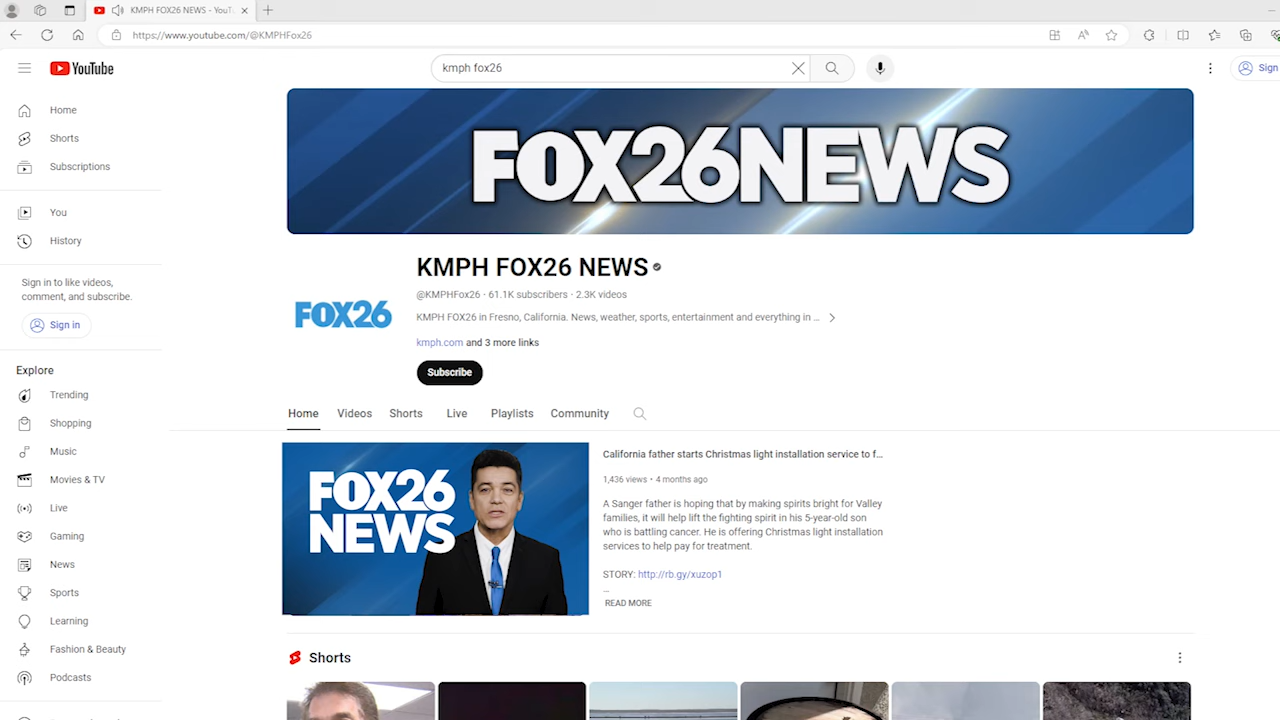 KMPH FOX26 NEWS - YouTu
https://www.youtube.com/@KMPHFox26
YouTube
kmph fox26
Sign
Home
Shorts
Subscriptions
You
History
Sign in to like videos,
comment, and subscribe.
Sign in
Explore
Trending
Shopping
Music
Movies & TV
Live
Gaming
News
Sports
Learning
Fashion & Beauty
Podcasts
FOX26NEWS
FOX26
KMPH FOX26 NEWS
@KMPHFox26 · 61.1K subscribers · 2.3K videos
KMPH FOX26 in Fresno, California. News, weather, sports, entertainment and everything in ...
kmph.com and 3 more links
Subscribe
Home Videos Shorts Live Playlists Community
FOX26
NEWS
California father starts Christmas light installation service to f...
1,436 views • 4 months ago
A Sanger father is hoping that by making spirits bright for Valley
families, it will help lift the fighting spirit in his 5-year-old son
who is battling cancer. He is offering Christmas light installation
services to help pay for treatment.
STORY: http://rb.gy/xuzop1
...
READ MORE
Shorts